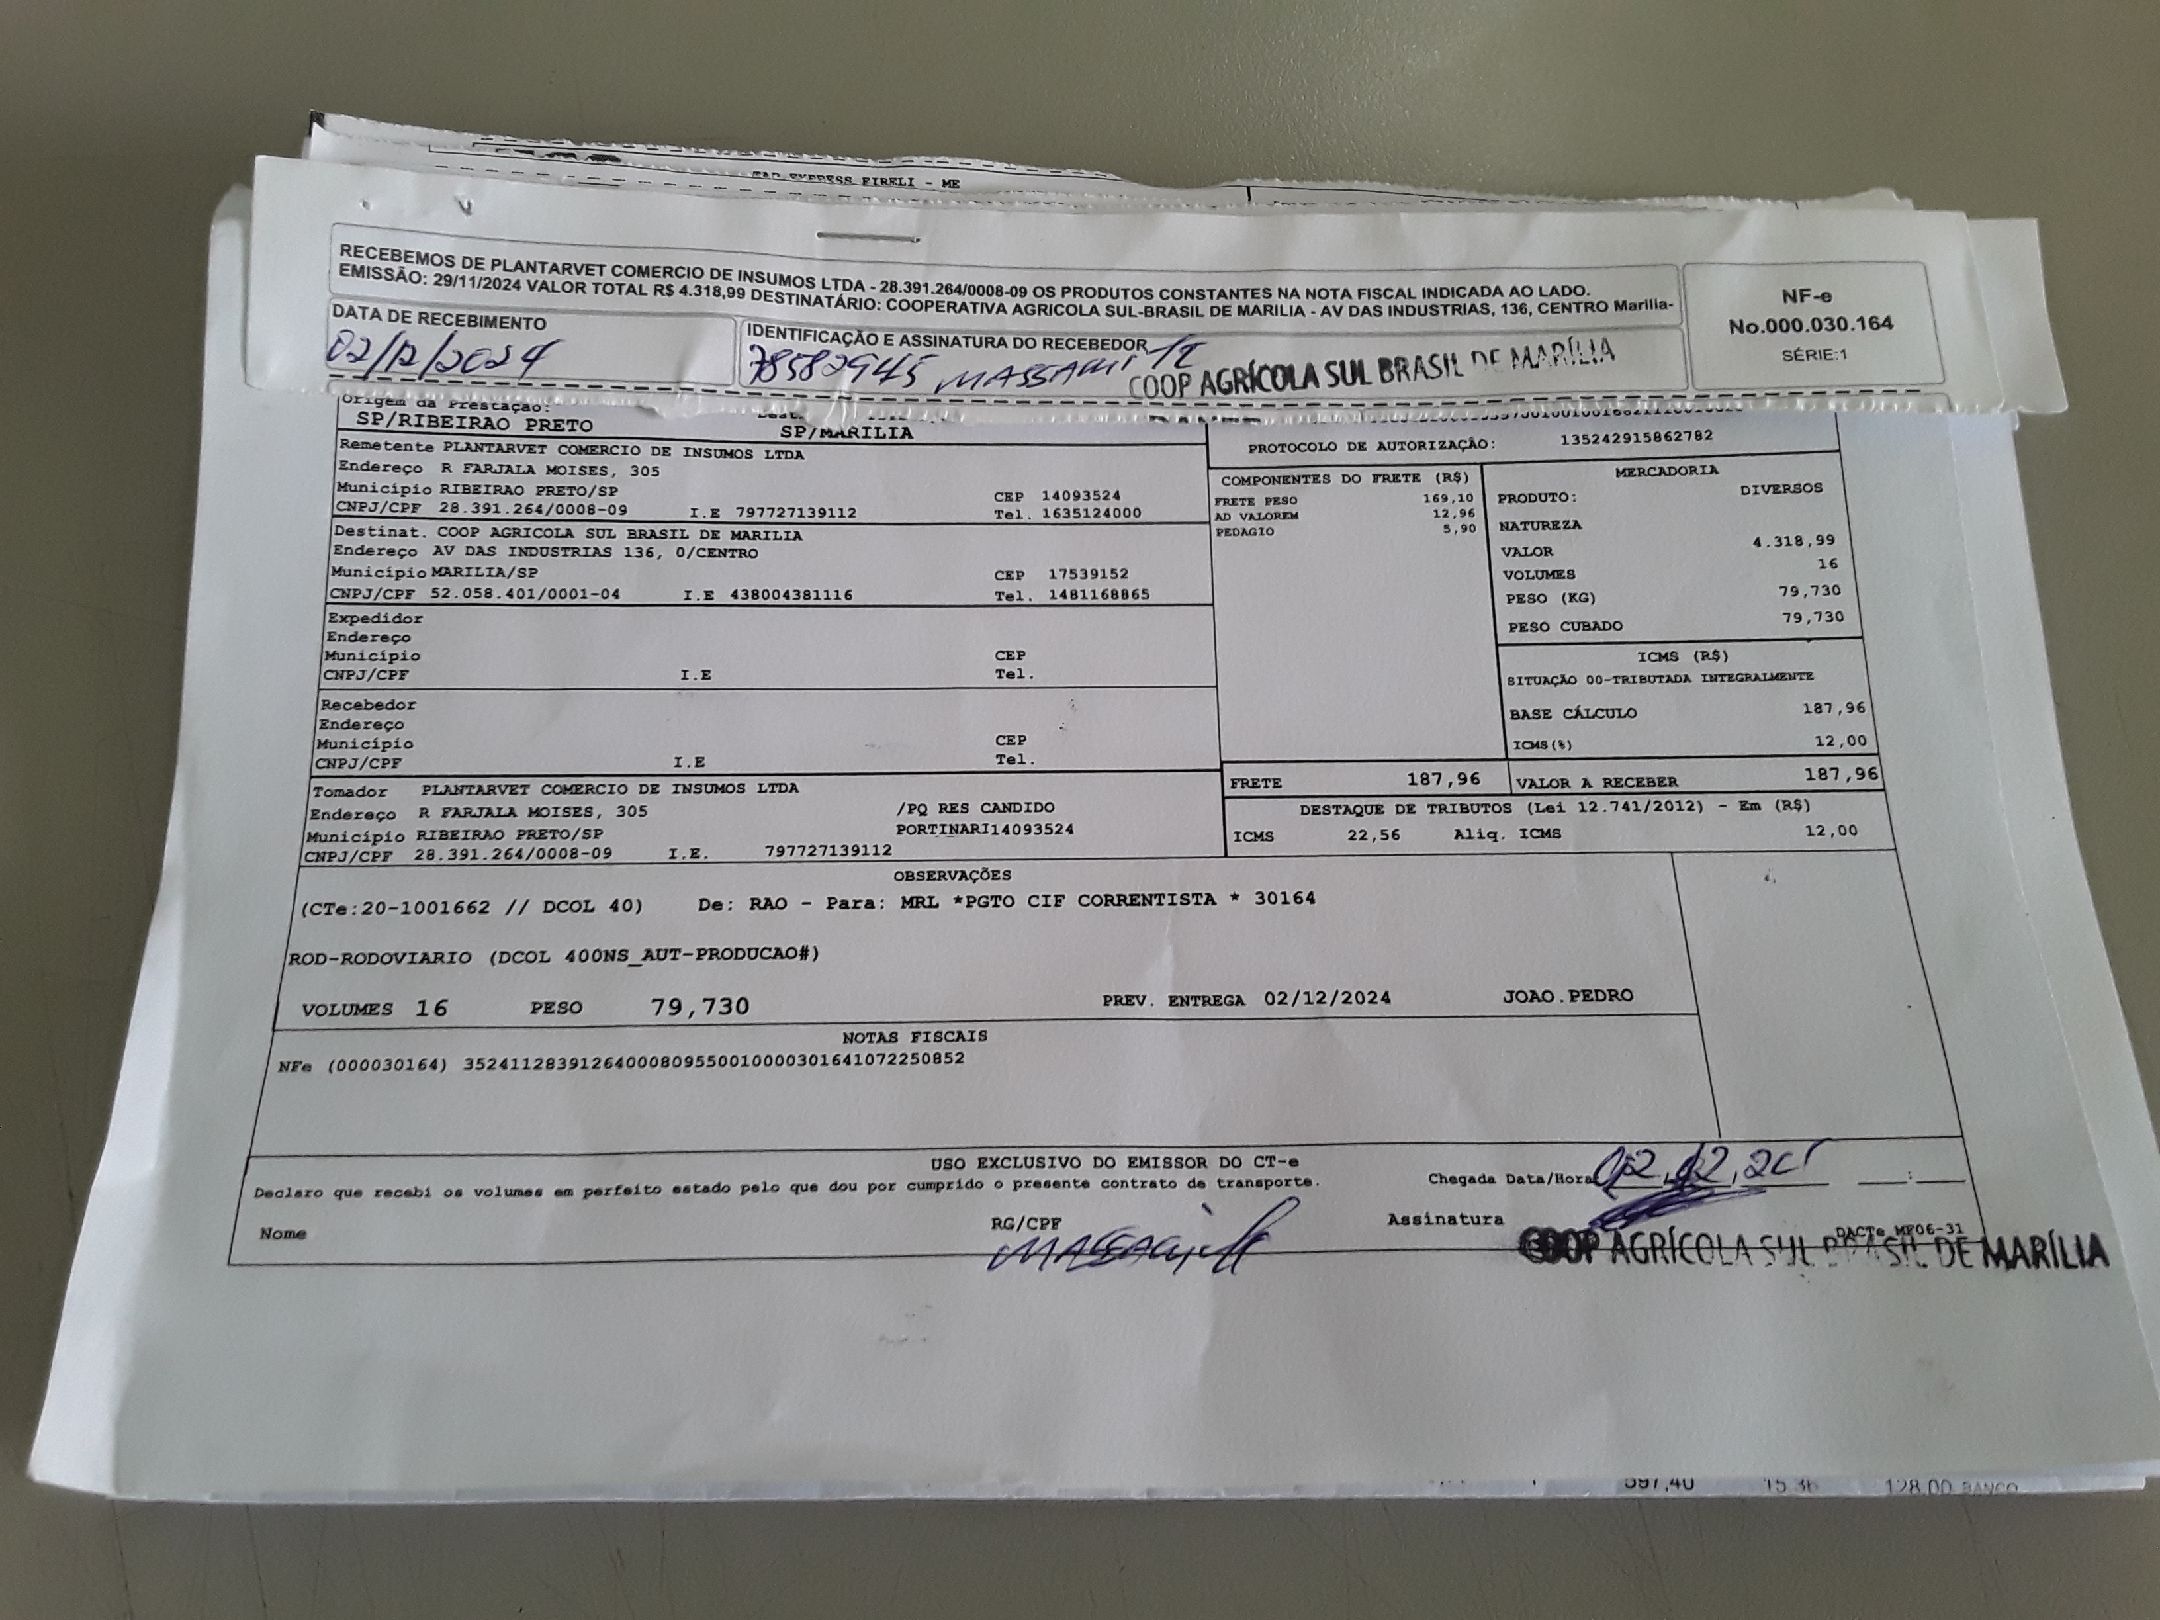 EXPRESS EIRELI - ME
RECEBEMOS DE PLANTARVET COMERCIO DE INSUMOS LTDA - 28.391.264/0008-09 OS PRODUTOS CONSTANTES NA NOTA FISCAL INDICADA AO LADO.
EMISSÃO: 29/11/2024 VALOR TOTAL R$ 4.318,99 DESTINATÁRIO: COOPERATIVA AGRICOLA SUL-BRASIL DE MARILIA - AV DAS INDUSTRIAS, 136, CENTRO Marilia-
NF-e
No.000.030.164
SÉRIE:1
DATA DE RECEBIMENTO
02/12/2024
IDENTIFICAÇÃO E ASSINATURA DO RECEBEDOR
78582945
COOP AGRÍCOLA SUL BRASIL DE MARÍLIA
Origem da Prestação:
SP/RIBEIRAO PRETO SP/MARILIA
PROTOCOLO DE AUTORIZAÇÃO: 135242915862782
Remetente PLANTARVET COMERCIO DE INSUMOS LTDA
Endereço R FARJALA MOISES, 305
Município RIBEIRAO PRETO/SP CEP 14093524
CNPJ/CPF 28.391.264/0008-09 I.E 797727139112 Tel. 1635124000
Destinat. COOP AGRICOLA SUL BRASIL DE MARILIA
Endereço AV DAS INDUSTRIAS 136, 0/CENTRO
Município MARILIA/SP CEP 17539152
CNPJ/CPF 52.058.401/0001-04 I.E 438004381116 Tel. 1481168865
Expedidor
Endereço
Município CEP
CNPJ/CPF I.E Tel.
Recebedor
Endereço
Município CEP
CNPJ/CPF I.E Tel.
Tomador PLANTARVET COMERCIO DE INSUMOS LTDA
Endereço R FARJALA MOISES, 305 /PQ RES CANDIDO
Município RIBEIRAO PRETO/SP PORTINARI14093524
CNPJ/CPF 28.391.264/0008-09 I.E. 797727139112
COMPONENTES DO FRETE (R$)
FRETE PESO 169,10
AD VALOREM 12,96
PEDAGIO 5,90
MERCADORIA
PRODUTO: DIVERSOS
NATUREZA
VALOR 4.318,99
VOLUMES 16
PESO (KG) 79,730
PESO CUBADO 79,730
ICMS (R$)
SITUAÇÃO 00-TRIBUTADA INTEGRALMENTE
BASE CÁLCULO 187,96
ICMS(%) 12,00
FRETE 187,96 VALOR A RECEBER 187,96
DESTAQUE DE TRIBUTOS (Lei 12.741/2012) - Em (R$)
ICMS 22,56 Aliq. ICMS 12,00
OBSERVAÇÕES
(CTe:20-1001662 // DCOL 40) De: RAO - Para: MRL *PGTO CIF CORRENTISTA * 30164
ROD-RODOVIARIO (DCOL 400NS_AUT-PRODUCAO#)
VOLUMES 16 PESO 79,730 PREV. ENTREGA 02/12/2024 JOAO.PEDRO
NOTAS FISCAIS
NFe (000030164) 35241128391264000809550010000301641072250852
USO EXCLUSIVO DO EMISSOR DO CT-e
Declaro que recebi os volumes em perfeito estado pelo que dou por cumprido o presente contrato de transporte.
Chegada Data/Hora
Nome RG/CPF Assinatura
DACTe_MF06-31
COOP AGRÍCOLA SUL BRASIL DE MARÍLIA
597,40 15,36 128,00 BANCO